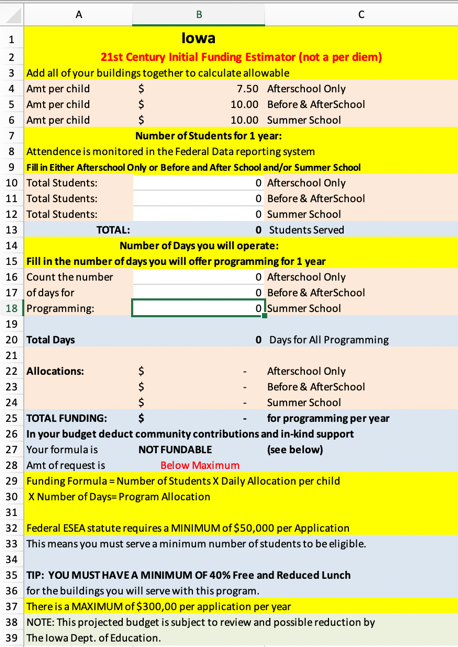 A B C
1 Iowa
2 21st Century Initial Funding Estimator (not a per diem)
3 Add all of your buildings together to calculate allowable
4 Amt per child $ 7.50 Afterschool Only
5 Amt per child $ 10.00 Before & AfterSchool
6 Amt per child $ 10.00 Summer School
7 Number of Students for 1 year:
8 Attendence is monitored in the Federal Data reporting system
9 Fill in Either Afterschool Only or Before and After School and/or Summer School
10 Total Students: 0 Afterschool Only
11 Total Students: 0 Before & AfterSchool
12 Total Students: 0 Summer School
13 TOTAL: 0 Students Served
14 Number of Days you will operate:
15 Fill in the number of days you will offer programming for 1 year
16 Count the number 0 Afterschool Only
17 of days for 0 Before & AfterSchool
18 Programming: 0 Summer School
19
20 Total Days 0 Days for All Programming
21
22 Allocations: $ - Afterschool Only
23 $ - Before & AfterSchool
24 $ - Summer School
25 TOTAL FUNDING: $ - for programming per year
26 In your budget deduct community contributions and in-kind support
27 Your formula is NOT FUNDABLE (see below)
28 Amt of request is Below Maximum
29 Funding Formula = Number of Students X Daily Allocation per child
30 X Number of Days= Program Allocation
31
32 Federal ESEA statute requires a MINIMUM of $50,000 per Application
33 This means you must serve a minimum number of students to be eligible.
34
35 TIP: YOU MUST HAVE A MINIMUM OF 40% Free and Reduced Lunch
36 for the buildings you will serve with this program.
37 There is a MAXIMUM of $300,00 per application per year
38 NOTE: This projected budget is subject to review and possible reduction by
39 The Iowa Dept. of Education.